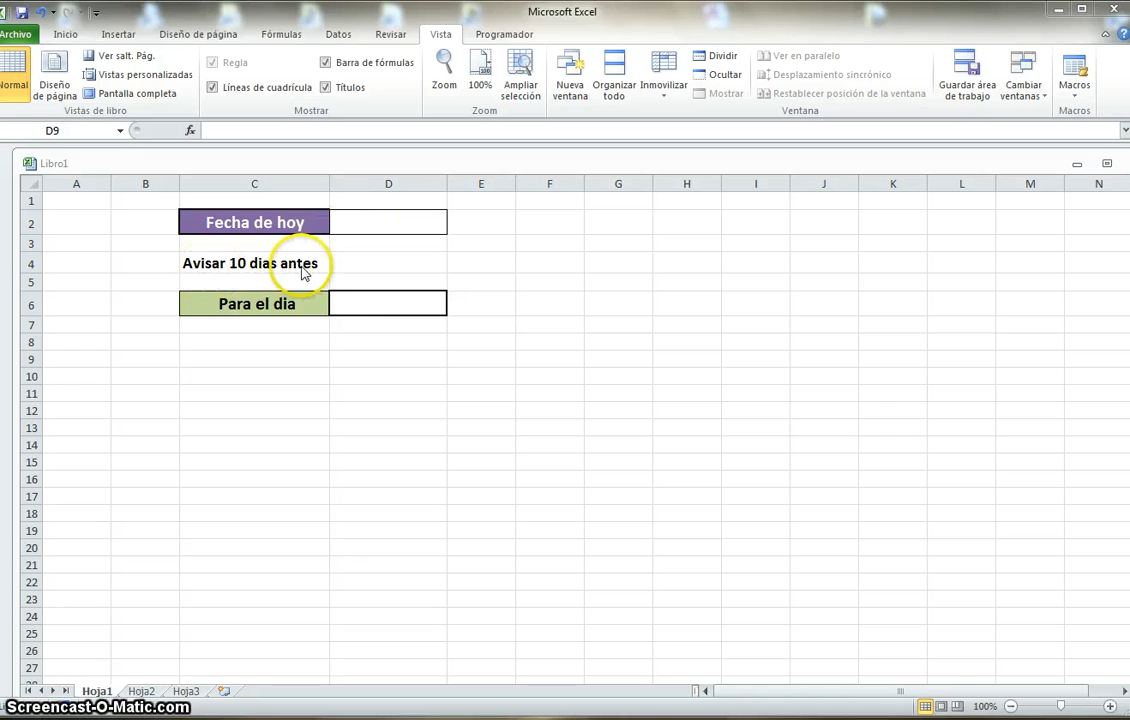 Microsoft Excel
Archivo Inicio Insertar Diseño de página Fórmulas Datos Revisar Vista Programador
Normal
Diseño de página
Ver salt. Pág.
Vistas personalizadas
Pantalla completa
Vistas de libro
Regla
Barra de fórmulas
Líneas de cuadrícula
Títulos
Mostrar
Zoom
100%
Ampliar selección
Zoom
Nueva ventana
Organizar todo
Inmovilizar
Dividir
Ocultar
Mostrar
Ver en paralelo
Desplazamiento sincrónico
Restablecer posición de la ventana
Ventana
Guardar área de trabajo
Cambiar ventanas
Macros
Macros
D9
fx
Libro1
A B C D E F G H I J K L M N
1
2 Fecha de hoy
3
4 Avisar 10 dias antes
5
6 Para el dia
7
8
9
10
11
12
13
14
15
16
17
18
19
20
21
22
23
24
25
26
27
Hoja1 Hoja2 Hoja3
100%
Screencast-O-Matic.com